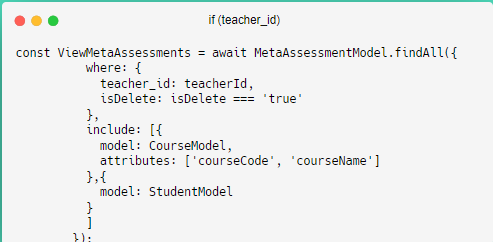 if (teacher_id)
const ViewMetaAssessments = await MetaAssessmentModel.findAll({
where: {
teacher_id: teacherId,
isDelete: isDelete === 'true'
},
include: [{
model: CourseModel,
attributes: ['courseCode', 'courseName']
},{
model: StudentModel
}
]
});